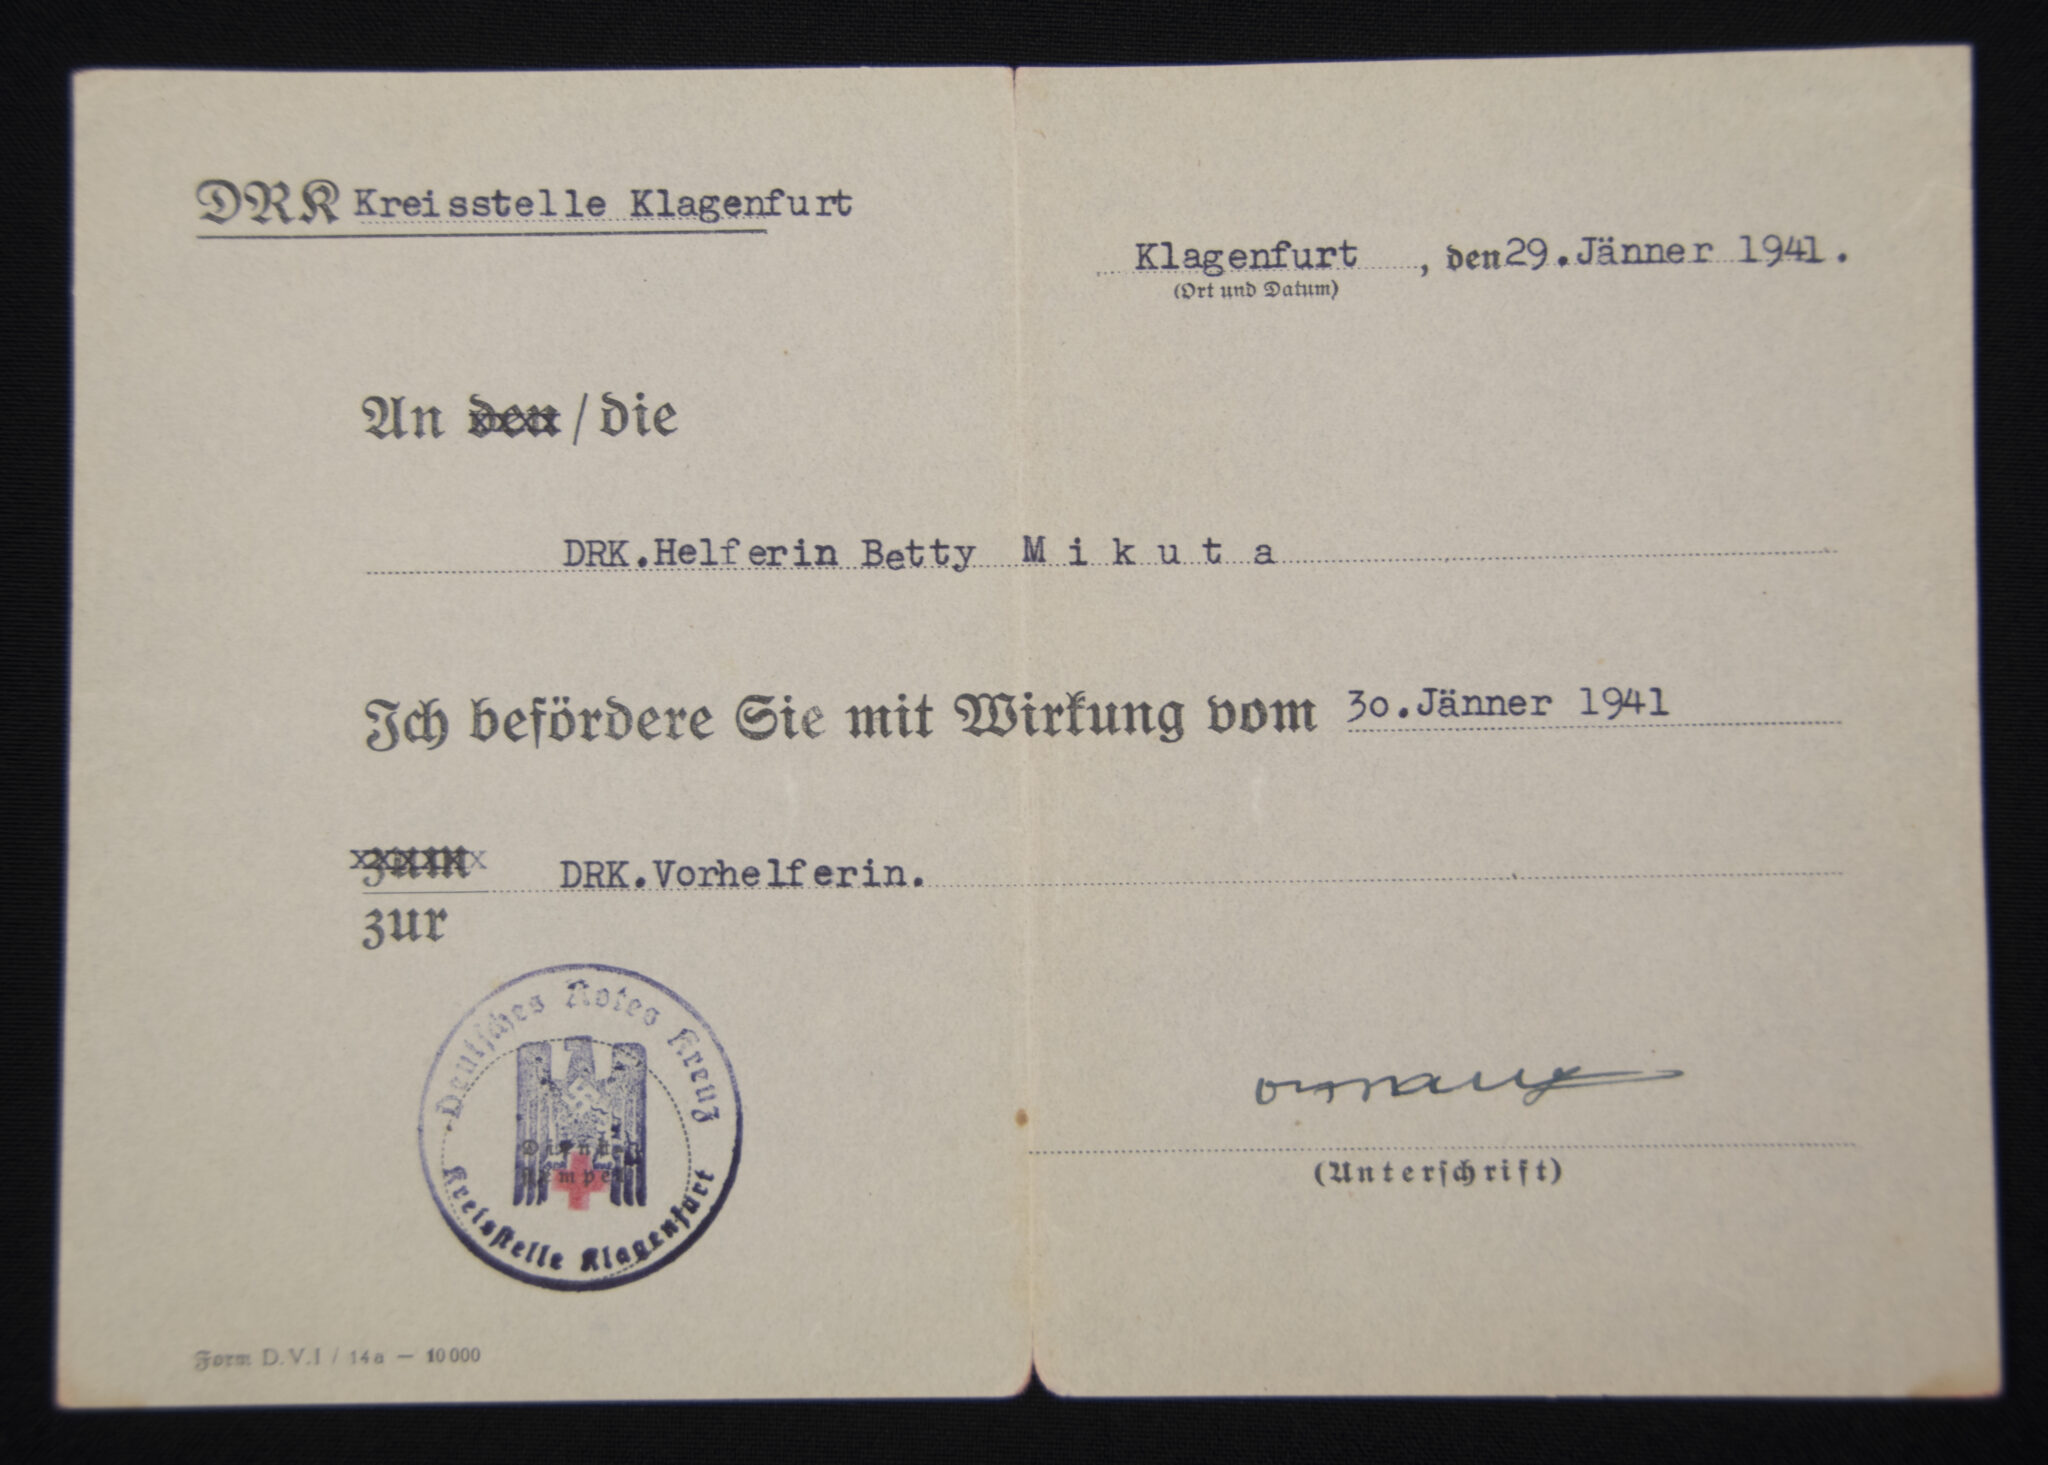 DRK Kreisstelle Klagenfurt
Klagenfurt, den 29.Jänner 1941.
(Ort und Datum)
An den / die
DRK.Helferin Betty Mikuta
Ich befördere Sie mit Wirkung vom 30.Jänner 1941
zum DRK.Vorhelferin.
zur
Deutsches Rotes Kreuz
Kreisstelle Klagenfurt
(Unterschrift)
Form D.V.I / 14a — 10000